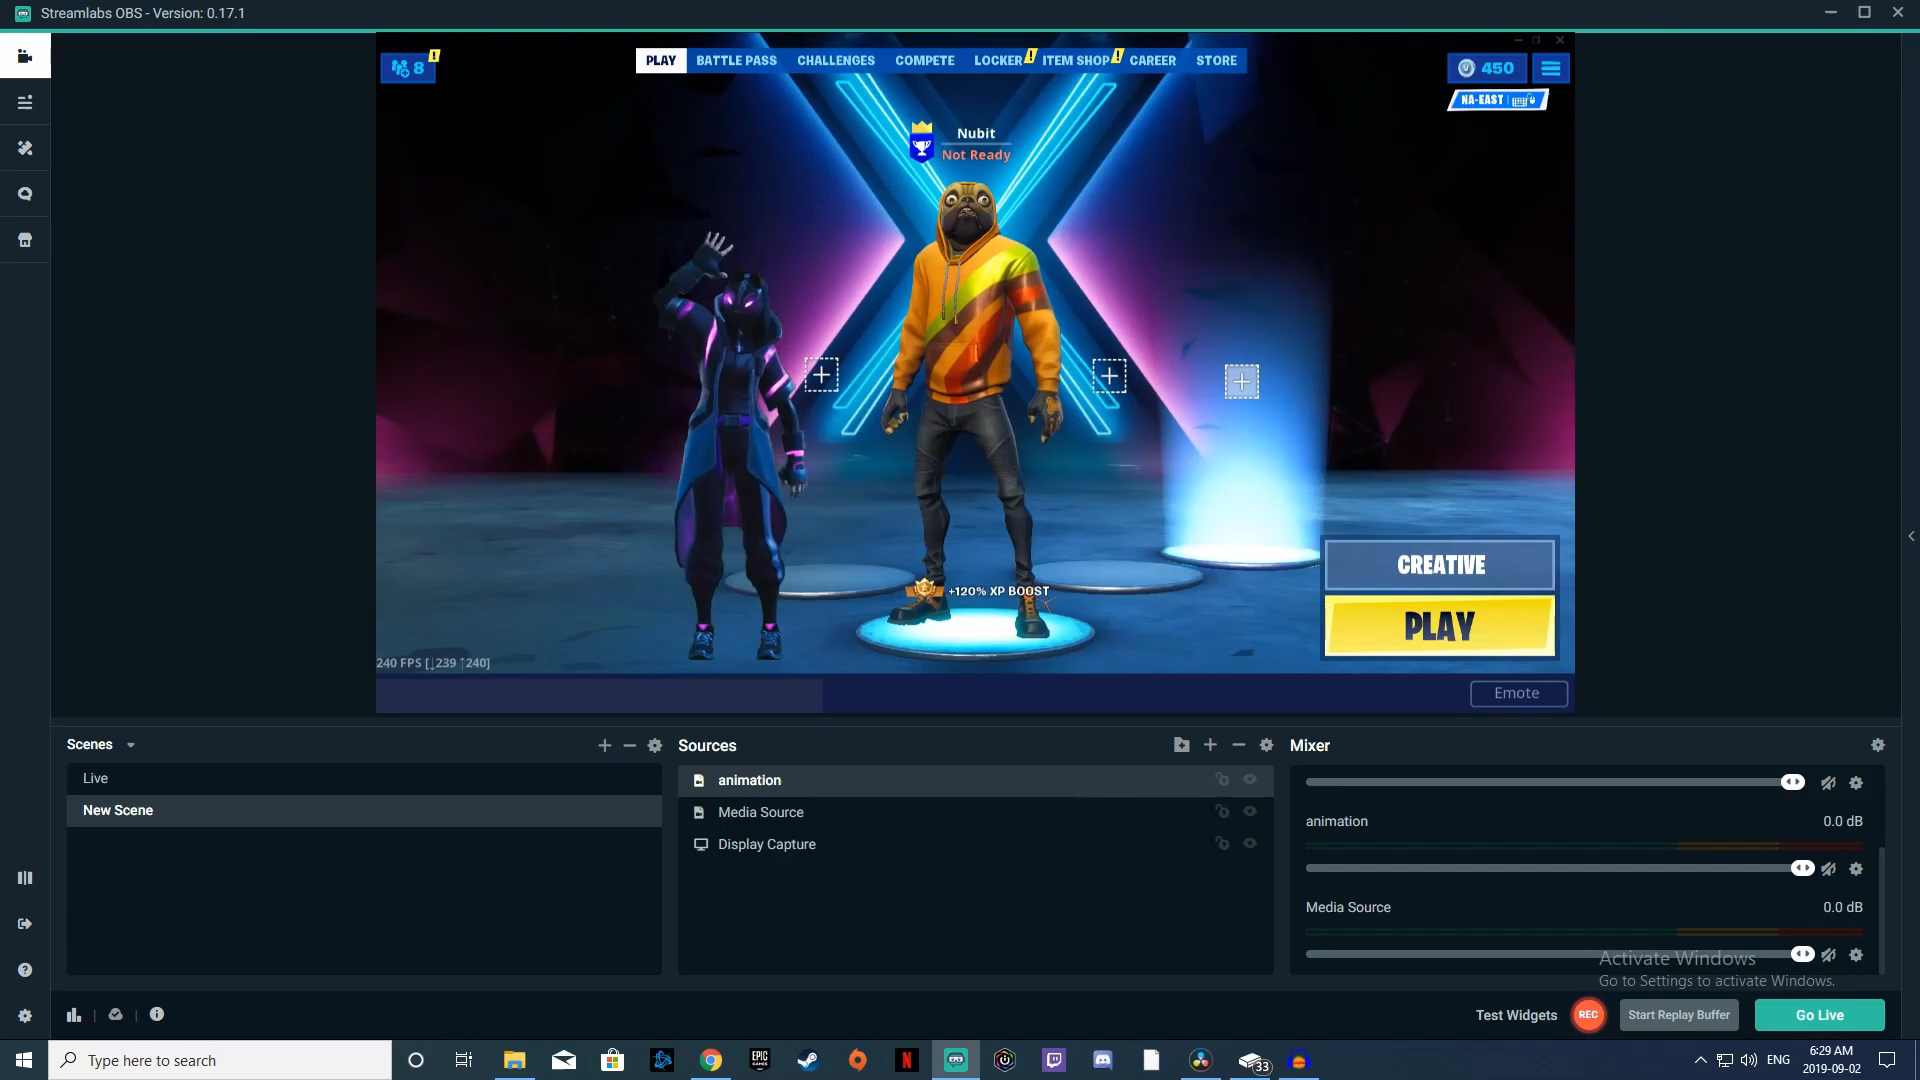 Streamlabs OBS - Version: 0.17.1
8
!
PLAY BATTLE PASS CHALLENGES COMPETE LOCKER ! ITEM SHOP ! CAREER STORE
450
NA-EAST
Nubit
Not Ready
+120% XP BOOST
CREATIVE
PLAY
240 FPS [↓239 ↑240]
Emote
Scenes
Live
New Scene
Sources
animation
Media Source
Display Capture
Mixer
animation 0.0 dB
Media Source 0.0 dB
Activate Windows
Go to Settings to activate Windows.
Test Widgets
REC
Start Replay Buffer
Go Live
Type here to search
EPIC GAMES
N
33
ENG
6:29 AM
2019-09-02